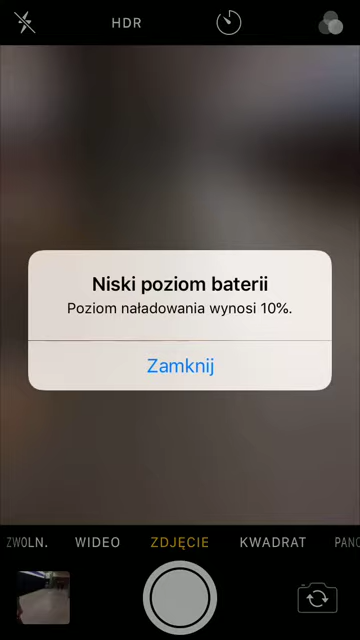 HDR
Niski poziom baterii
Poziom naładowania wynosi 10%.
Zamknij
ZWOLN. WIDEO ZDJĘCIE KWADRAT PANO